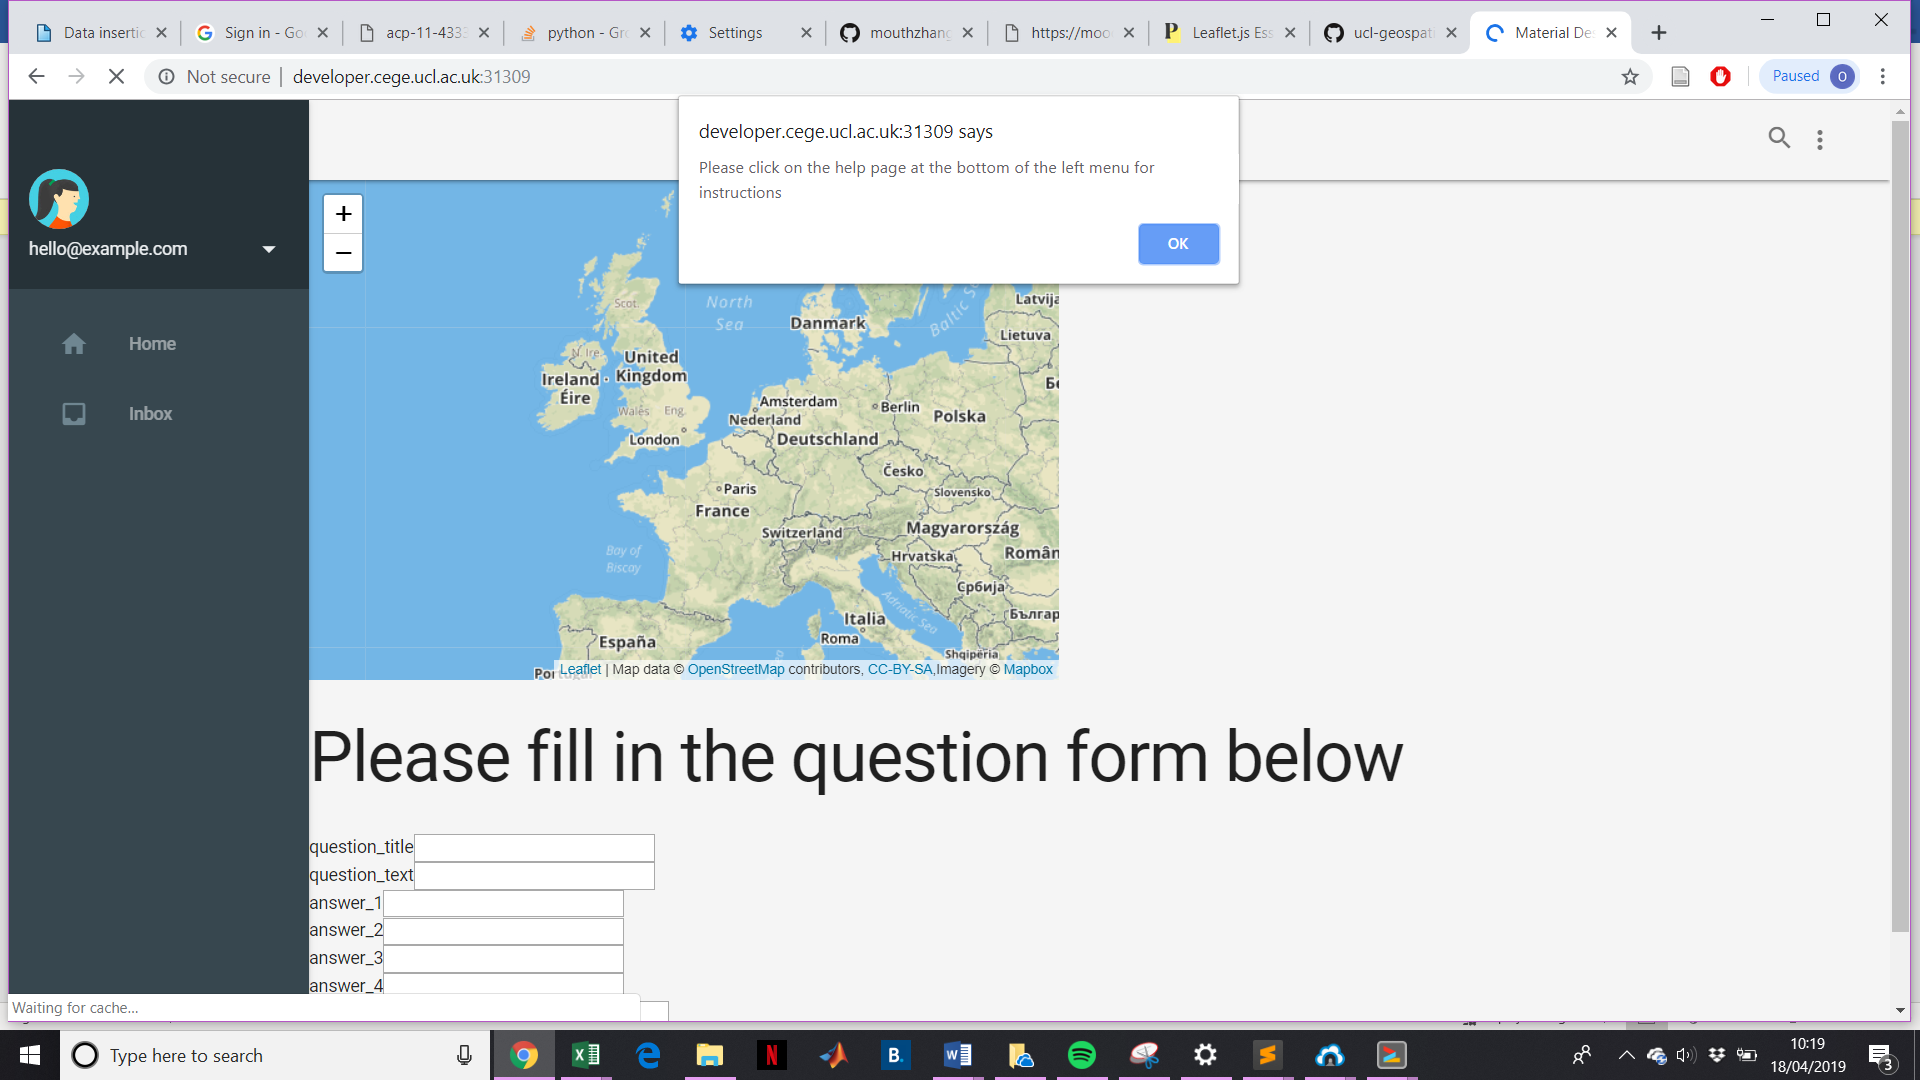 Data insertic
Sign in - Go
acp-11-4333
python - Gr
Settings
mouthzhang
https://moo
Leaflet.js Ess
ucl-geospati
Material De
Not secure | developer.cege.ucl.ac.uk:31309
Paused O
developer.cege.ucl.ac.uk:31309 says
Please click on the help page at the bottom of the left menu for
instructions
OK
hello@example.com
Home
Inbox
+
−
Scot.
North
Sea
Danmark
Baltic S
Latvija
Lietuva
N. Ire.
United
Kingdom
Ireland -
Éire
Wales Eng.
London
Amsterdam
Nederland
Berlin
Polska
Бе
Deutschland
Česko
Paris
France
Slovensko
Switzerland
Magyarország
Hrvatska
Român
Bay of
Biscay
Србија
Italia
Adriatic Sea
Българ
Roma
España
Shqipëria
Portugal
Leaflet | Map data © OpenStreetMap contributors, CC-BY-SA,Imagery © Mapbox
Please fill in the question form below
question_title
question_text
answer_1
answer_2
answer_3
answer_4
Waiting for cache...
Type here to search
N
B.
10:19
18/04/2019
3